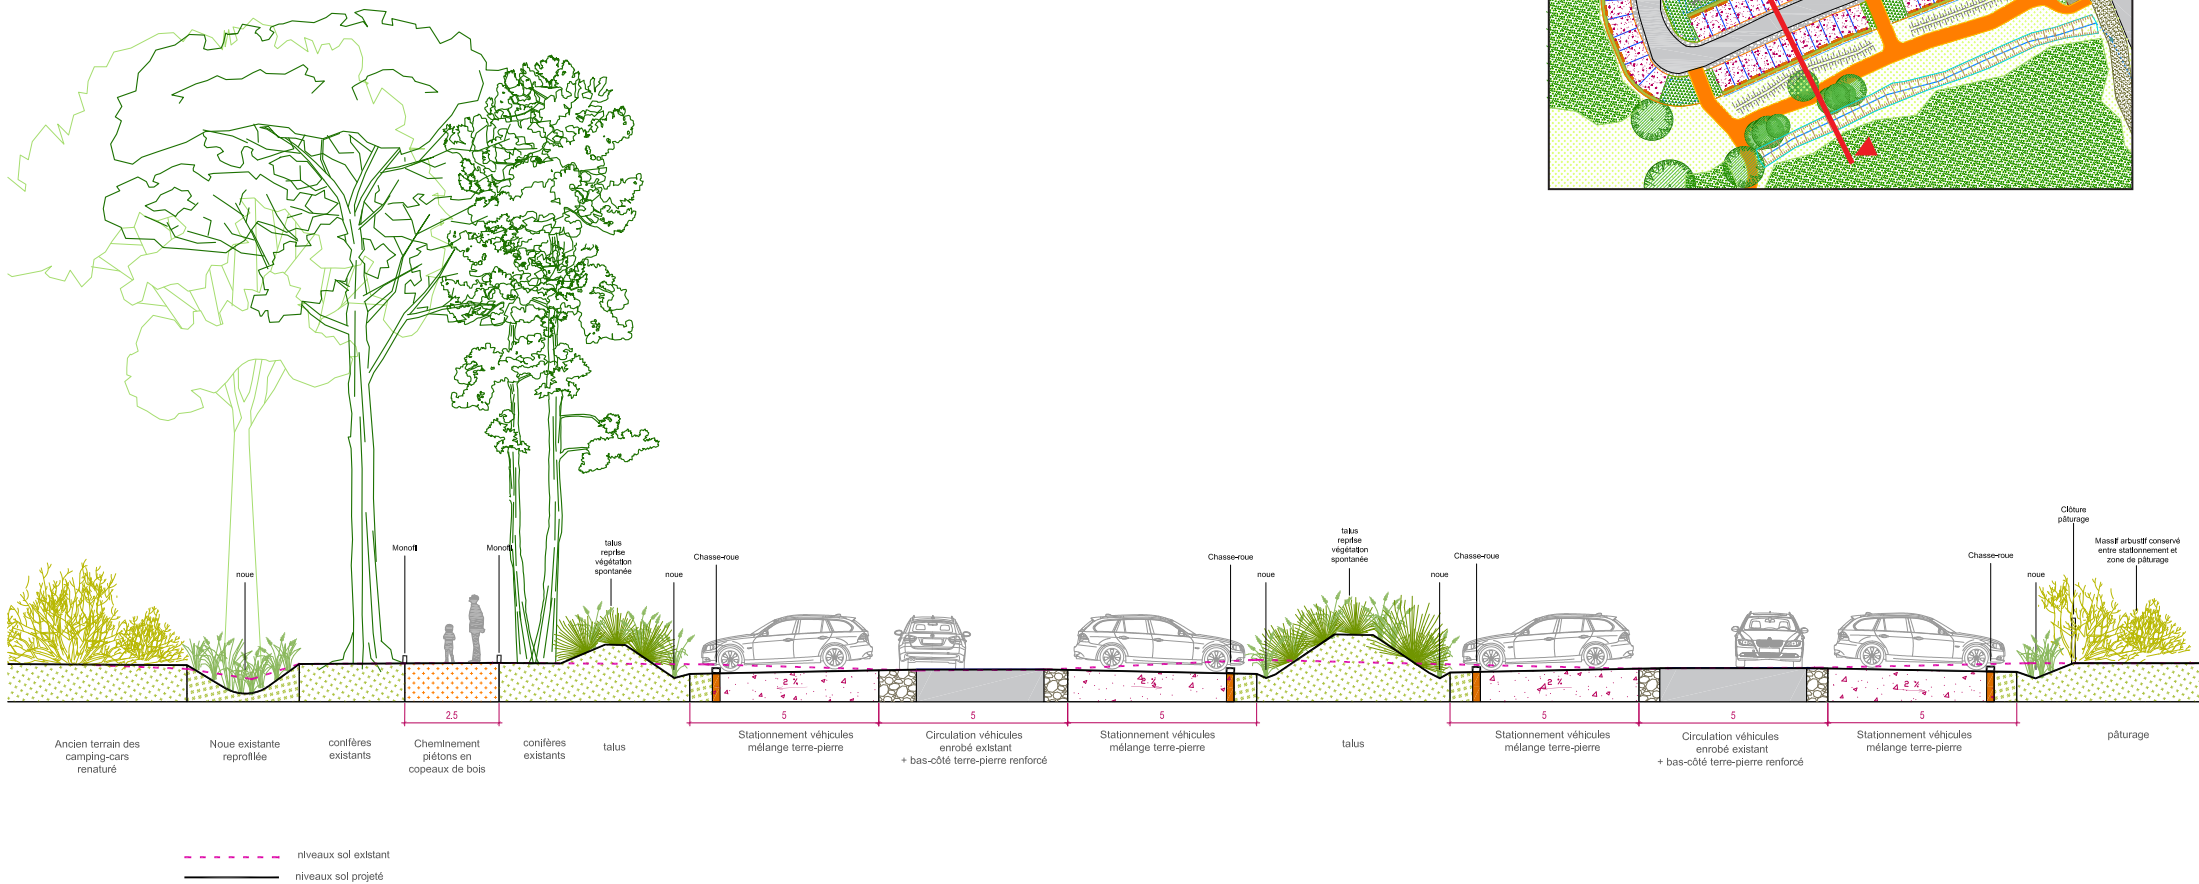 Clôture
pâturage
talus
reprise
végétation
spontanée
Massif arbustif conservé
entre stationnement et
zone de pâturage
talus
reprise
végétation
spontanée
Monofil
Monofil
Chasse-roue
Chasse-roue
Chasse-roue
Chasse-roue
noue
noue
noue
noue
noue
2 %
2 %
2 %
2 %
2.5
5
5
5
5
5
5
Ancien terrain des
camping-cars
renaturé
Noue existante
reprofilée
conifères
existants
Cheminement
piétons en
copeaux de bois
conifères
existants
talus
Stationnement véhicules
mélange terre-pierre
Circulation véhicules
enrobé existant
+ bas-côté terre-pierre renforcé
Stationnement véhicules
mélange terre-pierre
talus
Stationnement véhicules
mélange terre-pierre
Circulation véhicules
enrobé existant
+ bas-côté terre-pierre renforcé
Stationnement véhicules
mélange terre-pierre
pâturage
niveaux sol existant
niveaux sol projeté